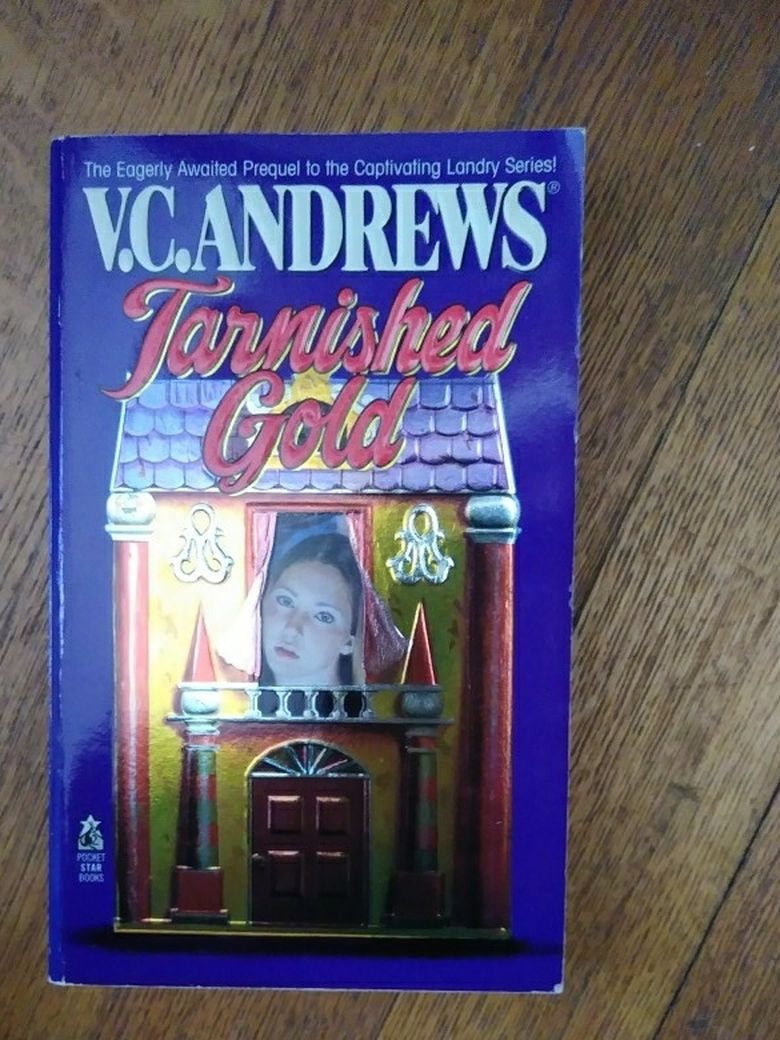 The Eagerly Awaited Prequel to the Captivating Landry Series!
V.C. ANDREWS®
Tarnished
Gold
POCKET
STAR
BOOKS